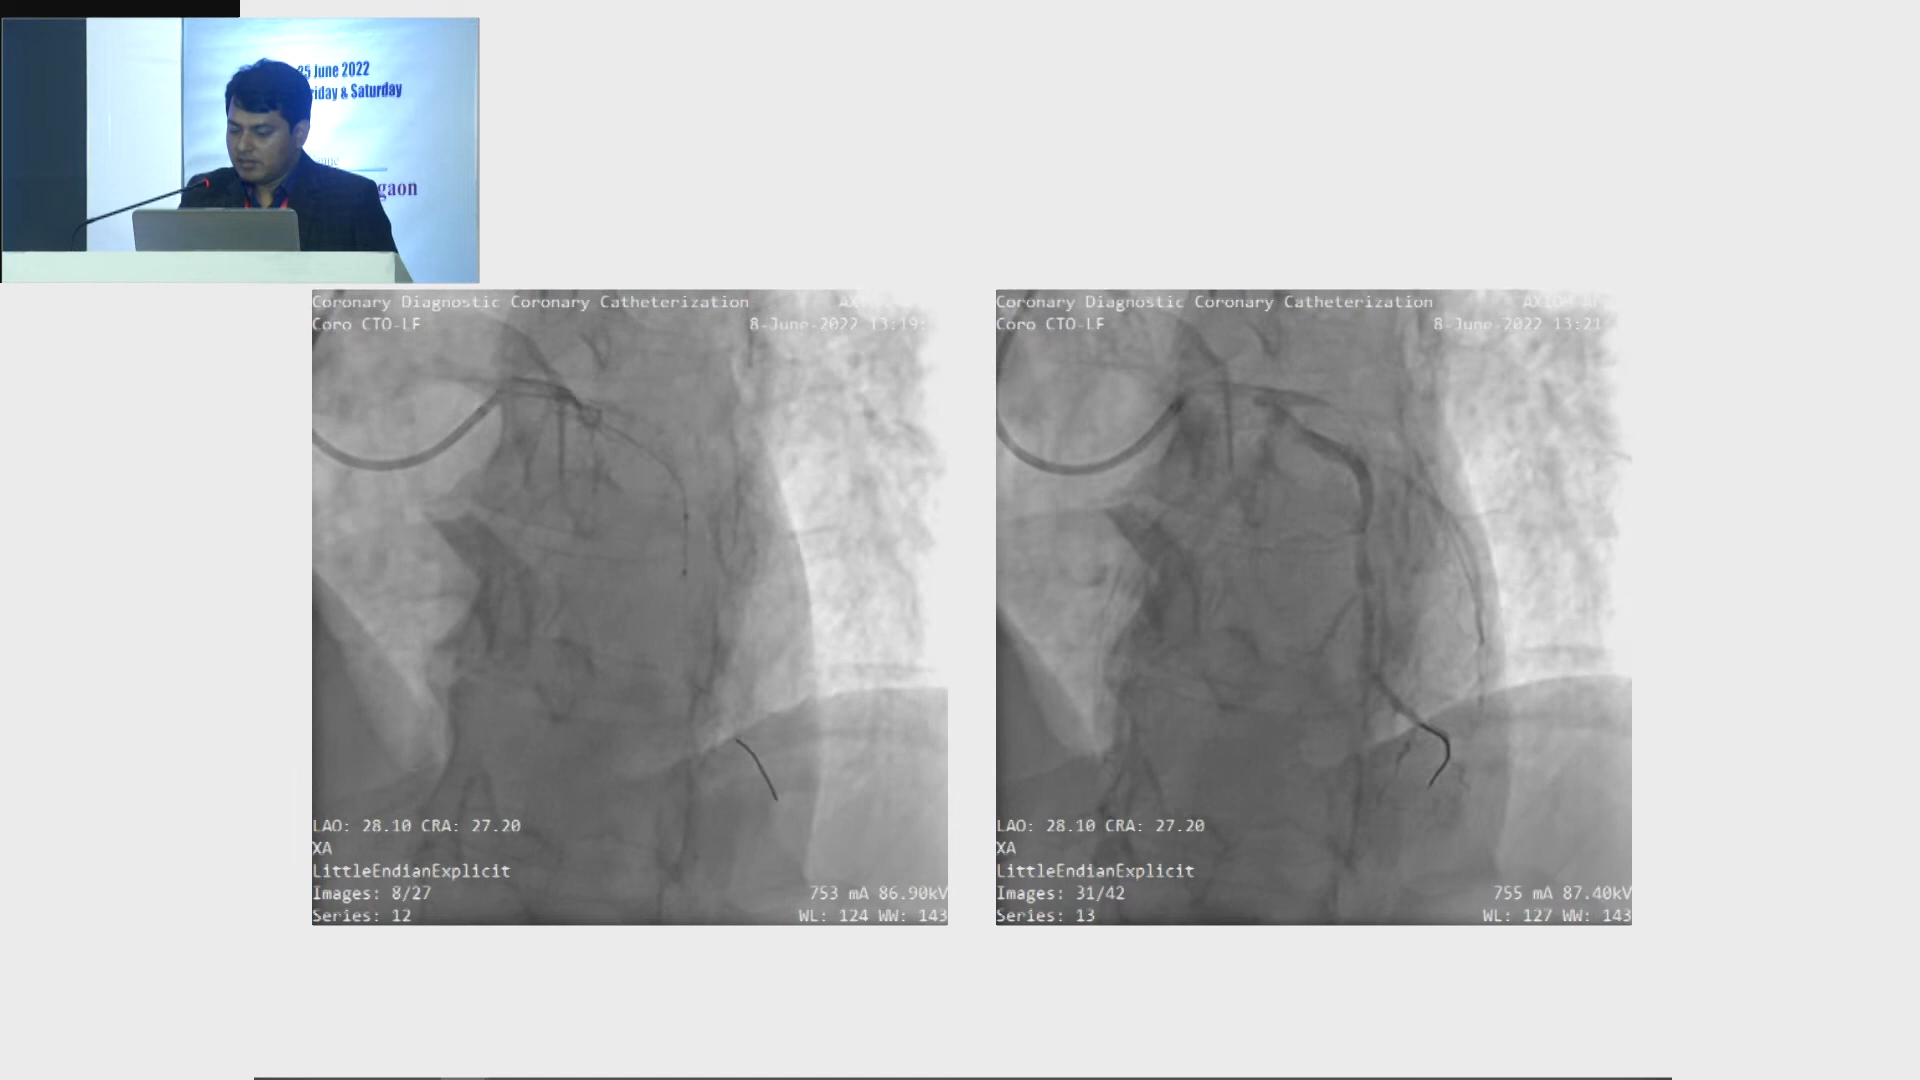 25 June 2022
riday & Saturday
gaon
Coronary Diagnostic Coronary Catheterization
Coro CTO-LF
8-June-2022 13:19:
LAO: 28.10 CRA: 27.20
XA
LittleEndianExplicit
Images: 8/27
753 mA 86.90kV
Series: 12
WL: 124 WW: 143
Coronary Diagnostic Coronary Catheterization
Coro CTO-LF
8-June-2022 13:21
LAO: 28.10 CRA: 27.20
XA
LittleEndianExplicit
Images: 31/42
755 mA 87.40kV
Series: 13
WL: 127 WW: 143